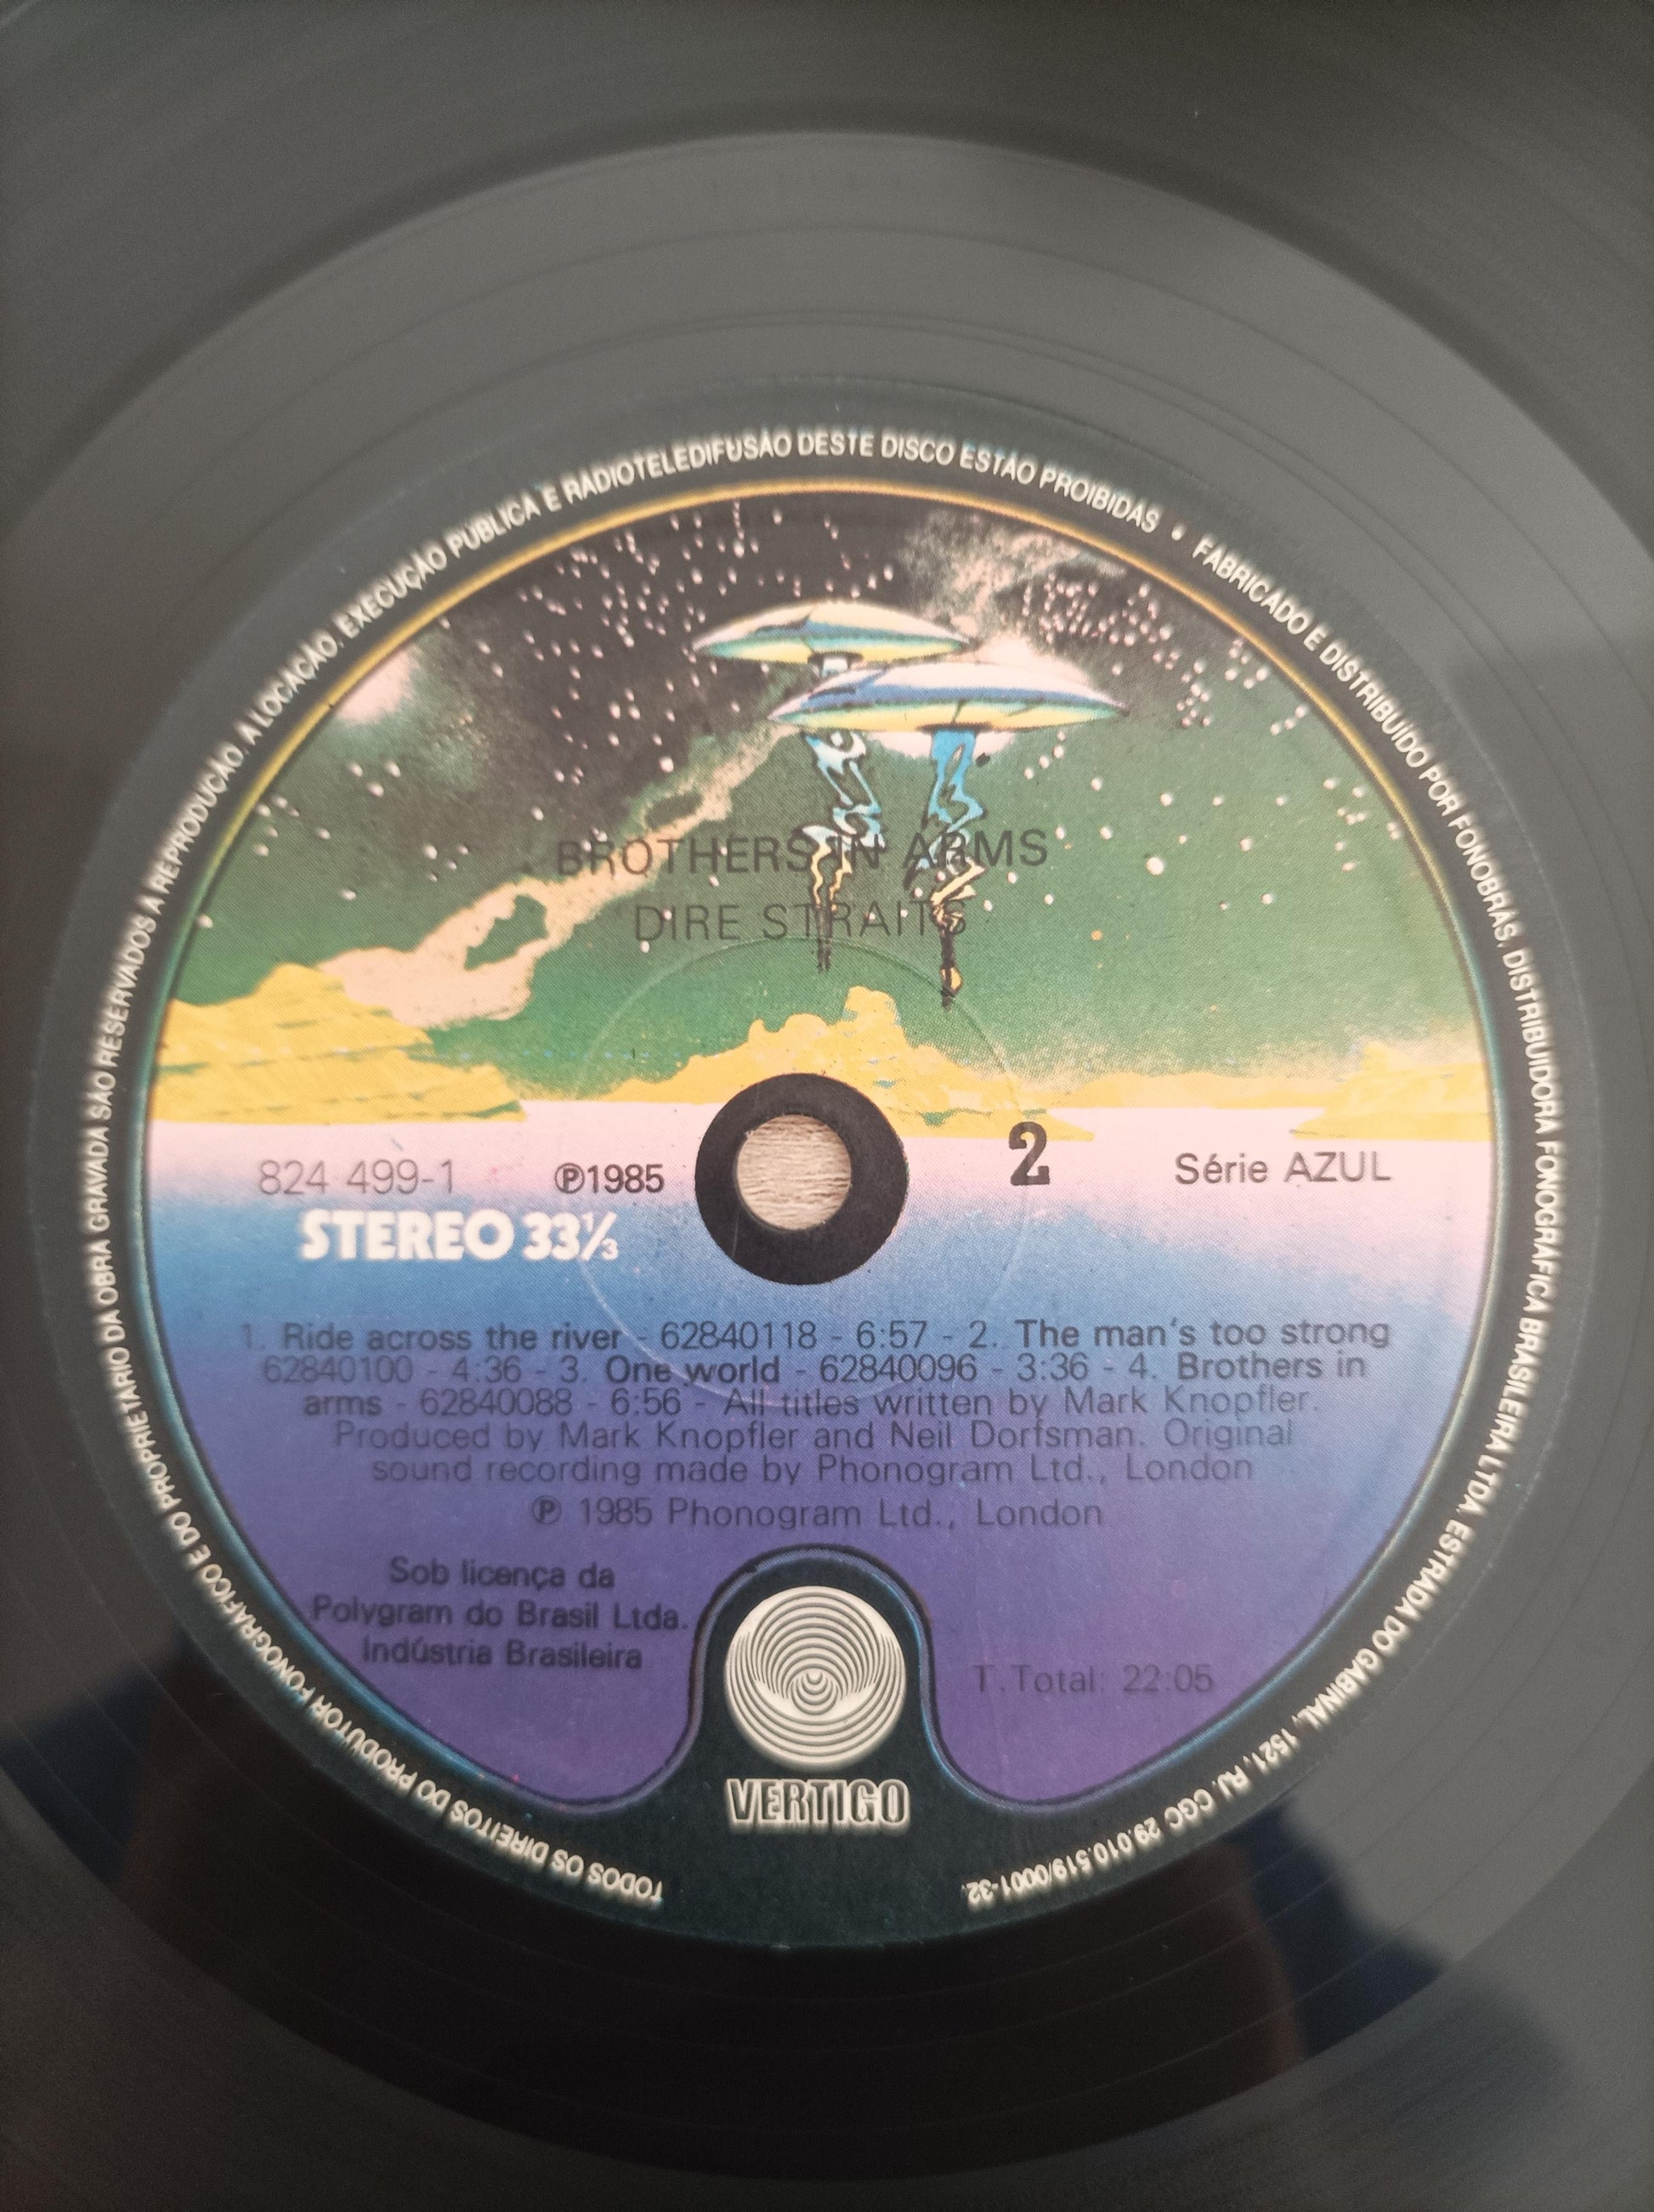 TODOS OS DIREITOS DO PRODUTOR FONOGRÁFICO E DO PROPRIETÁRIO DA OBRA GRAVADA SÃO RESERVADOS A REPRODUÇÃO, A LOCAÇÃO, EXECUÇÃO PÚBLICA E RADIOTELEDIFUSÃO DESTE DISCO ESTÃO PROIBIDAS • FABRICADO E DISTRIBUÍDO POR FONOBRÁS, DISTRIBUIDORA FONOGRÁFICA BRASILEIRA LTDA. ESTRADA DO GABINAL, 1521, RJ. CGC 29.010.519/0001-32.
BROTHERS IN ARMS
DIRE STRAITS
824 499-1 ℗1985 2 Série AZUL
STEREO 33⅓
1. Ride across the river - 62840118 - 6:57 - 2. The man's too strong
62840100 - 4:36 - 3. One world - 62840096 - 3:36 - 4. Brothers in
arms - 62840088 - 6:56 - All titles written by Mark Knopfler.
Produced by Mark Knopfler and Neil Dorfsman. Original
sound recording made by Phonogram Ltd., London
℗ 1985 Phonogram Ltd., London
Sob licença da
Polygram do Brasil Ltda.
Indústria Brasileira
T.Total: 22:05
VERTIGO